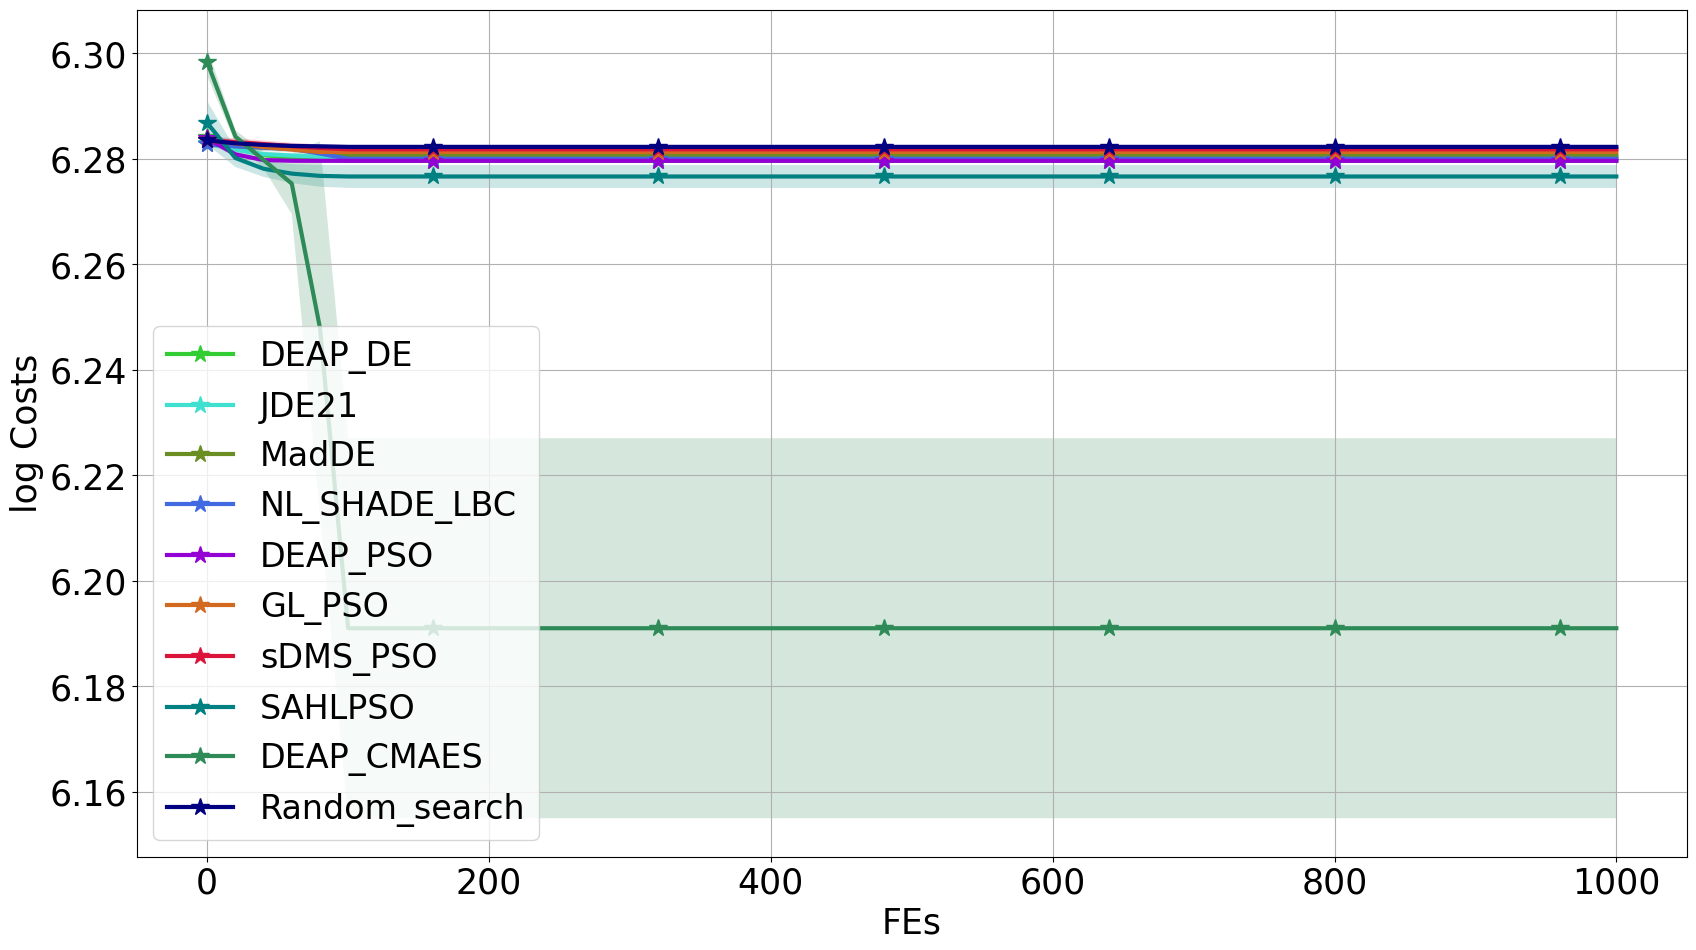 6.30
6.28
6.26
6.24
6.22
6.20
6.18
6.16
log Costs
DEAP_DE
JDE21
MadDE
NL_SHADE_LBC
DEAP_PSO
GL_PSO
sDMS_PSO
SAHLPSO
DEAP_CMAES
Random_search
0 200 400 600 800 1000
FEs